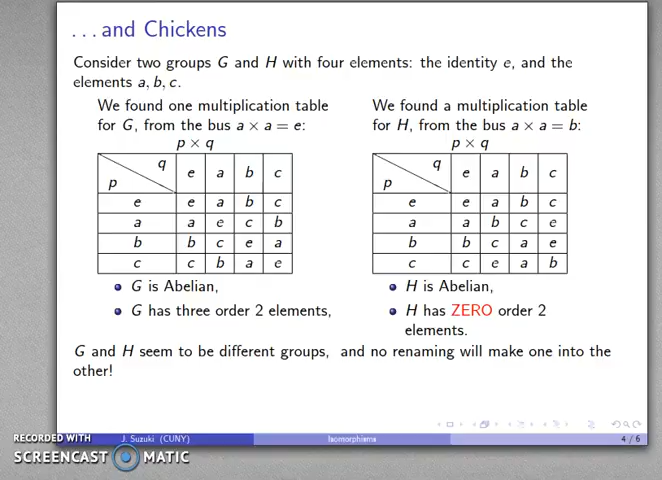 . . . and Chickens
Consider two groups G and H with four elements: the identity e, and the
elements a, b, c.
We found one multiplication table
for G, from the bus a × a = e:
p × q
q
p
e a b c
e e a b c
a a e c b
b b c e a
c c b a e
G is Abelian,
G has three order 2 elements,
We found a multiplication table
for H, from the bus a × a = b:
p × q
q
p
e a b c
e e a b c
a a b c e
b b c a e
c c e a b
H is Abelian,
H has ZERO order 2
elements.
G and H seem to be different groups, and no renaming will make one into the
other!
RECORDED WITH
SCREENCAST MATIC
J. Suzuki (CUNY)
Isomorphisms
4 / 6